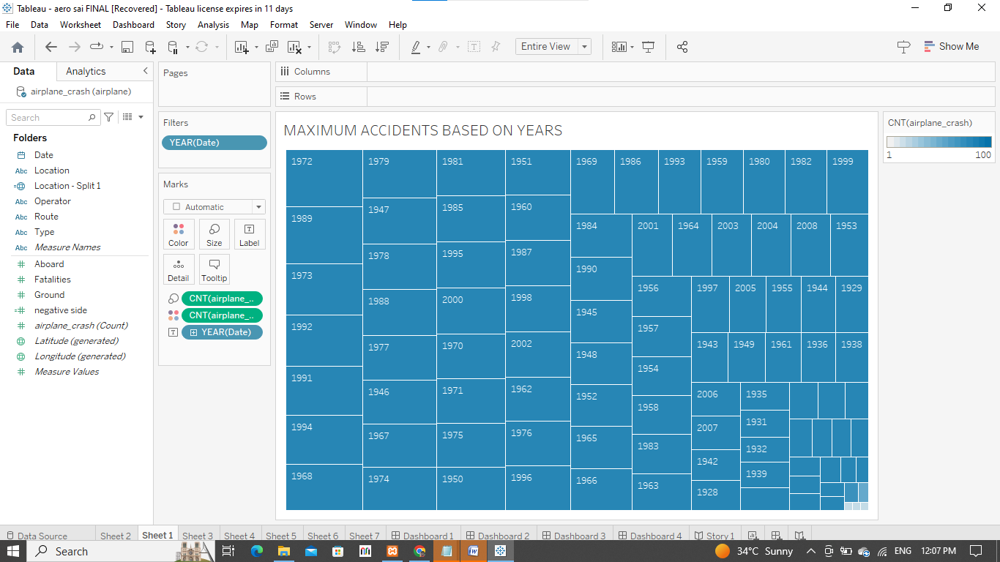 Tableau - aero sai FINAL [Recovered] - Tableau license expires in 11 days
File Data Worksheet Dashboard Story Analysis Map Format Server Window Help
Entire View
Show Me
Data Analytics
airplane_crash (airplane)
Search
Folders
Date
Abc Location
Location - Split 1
Abc Operator
Abc Route
Abc Type
Abc Measure Names
Aboard
Fatalities
Ground
negative side
airplane_crash (Count)
Latitude (generated)
Longitude (generated)
Measure Values
Pages
Filters
YEAR(Date)
Marks
Automatic
Color Size Label
Detail Tooltip
CNT(airplane_..
CNT(airplane_..
YEAR(Date)
Columns
Rows
MAXIMUM ACCIDENTS BASED ON YEARS
1972
1989
1973
1992
1991
1994
1968
1979
1947
1978
1988
1977
1946
1967
1974
1981
1985
1995
2000
1970
1971
1975
1950
1951
1960
1987
1998
2002
1962
1976
1996
1969 1986 1993 1959 1980 1982 1999
1984
1990
1945
1948
1952
1965
1966
2001 1964 2003 2004 2008 1953
1956
1957
1954
1958
1983
1963
1997 2005 1955 1944 1929
1943 1949 1961 1936 1938
2006
2007
1942
1928
1935
1931
1932
1939
CNT(airplane_crash)
1 100
Data Source Sheet 2 Sheet 1 Sheet 3 Sheet 4 Sheet 5 Sheet 6 Sheet 7 Dashboard 1 Dashboard 2 Dashboard 3 Dashboard 4 Story 1
Search
34°C Sunny
ENG 12:07 PM